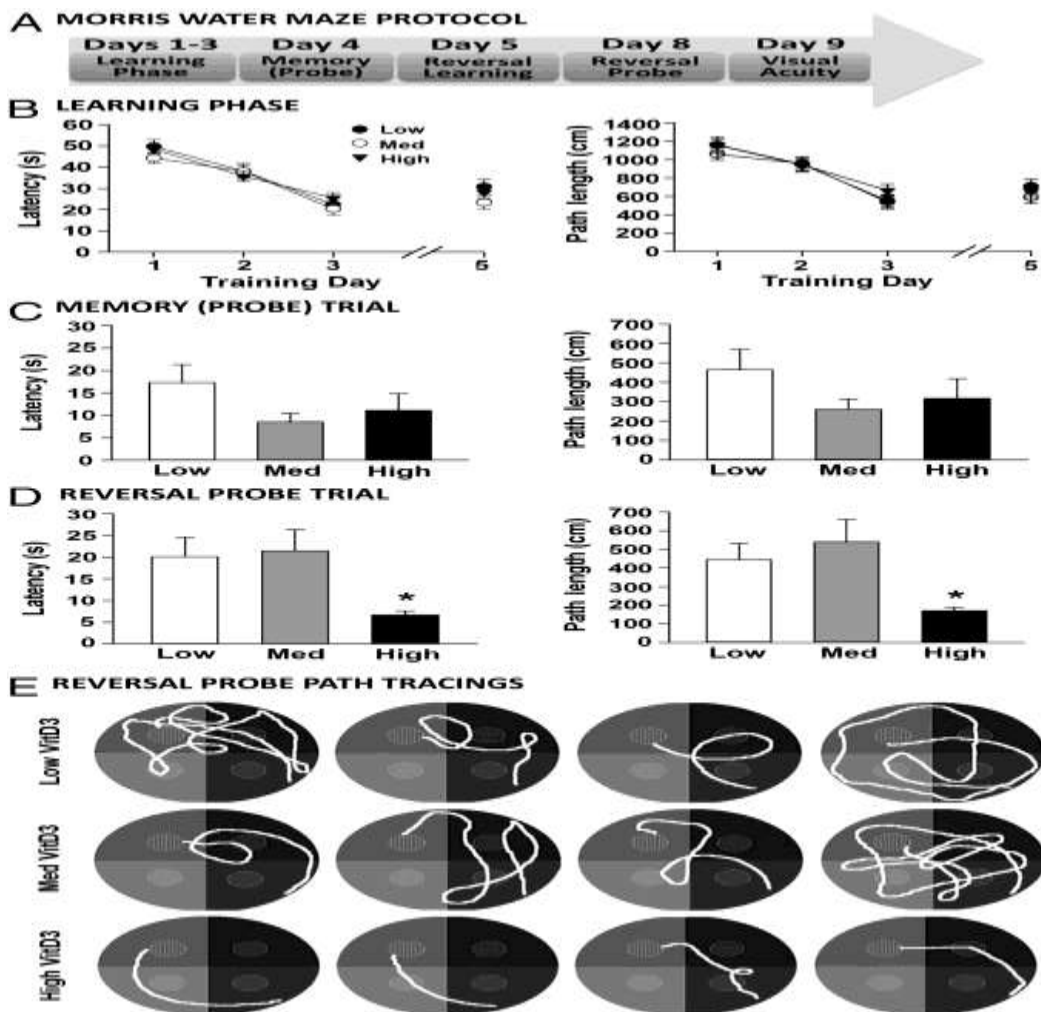 A MORRIS WATER MAZE PROTOCOL
Days 1-3 Day 4 Day 5 Day 8 Day 9
Learning Phase Memory (Probe) Reversal Learning Reversal Probe Visual Acuity
B LEARNING PHASE
Latency (s)
60
50
40
30
20
10
0
1 2 3 5
Training Day
Low
Med
High
Path length (cm)
1400
1200
1000
800
600
400
200
0
1 2 3 5
Training Day
C MEMORY (PROBE) TRIAL
Latency (s)
30
25
20
15
10
5
0
Low Med High
Path length (cm)
700
600
500
400
300
200
100
0
Low Med High
D REVERSAL PROBE TRIAL
Latency (s)
30
25
20
15
10
5
0
*
Low Med High
Path length (cm)
700
600
500
400
300
200
100
0
*
Low Med High
E REVERSAL PROBE PATH TRACINGS
Low VitD3
Med VitD3
High VitD3